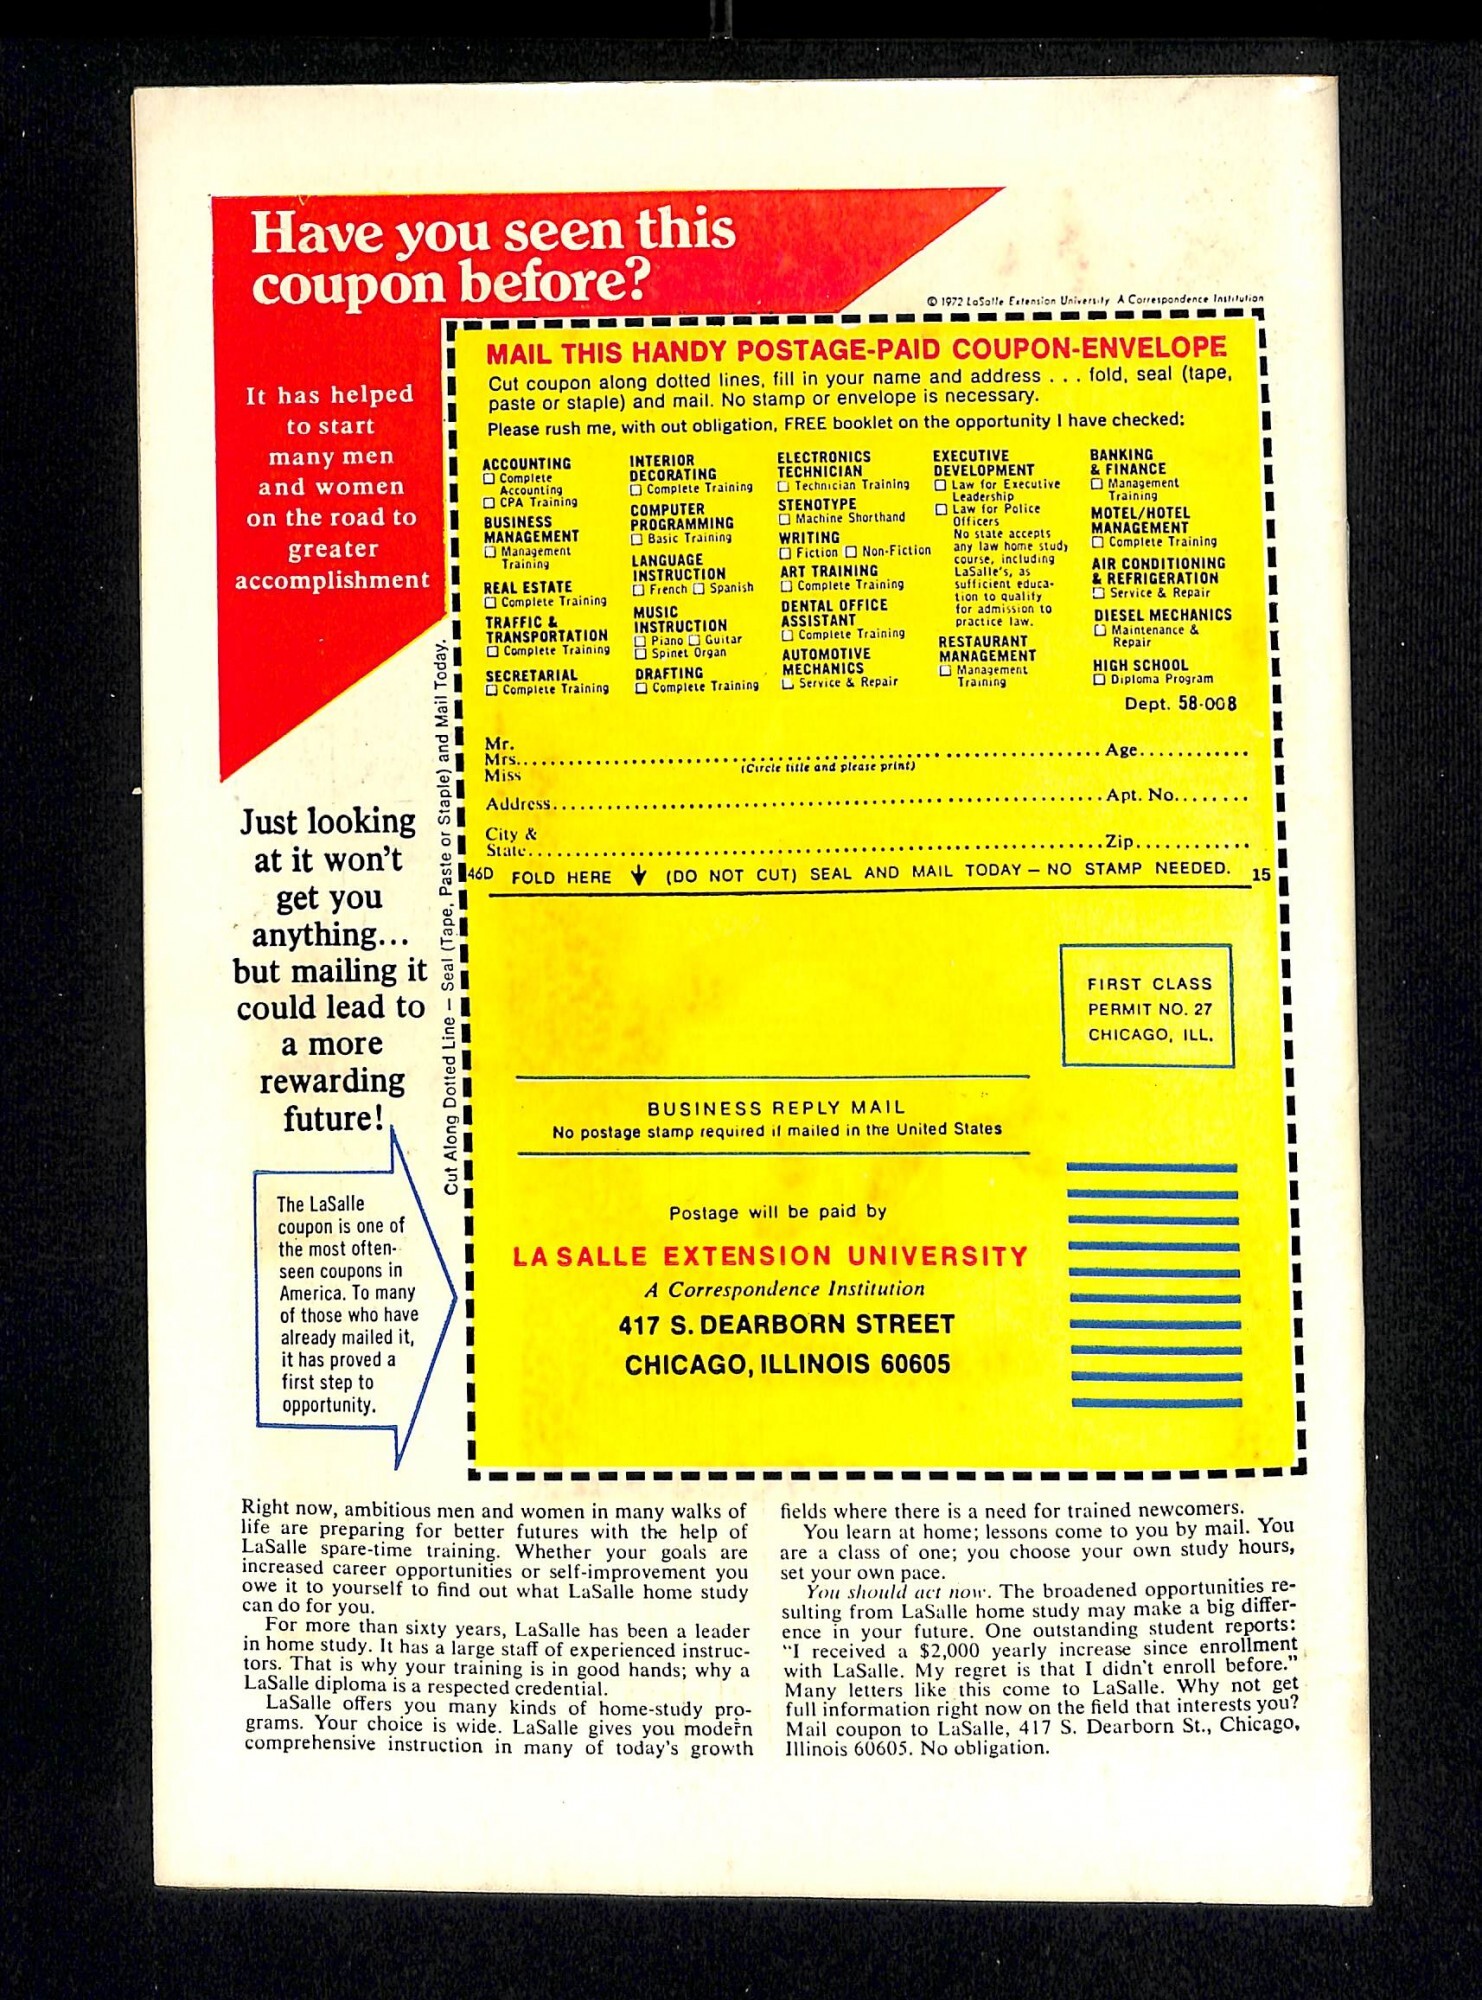 Have you seen this
coupon before?
© 1972 LaSalle Extension University A Correspondence Institution
It has helped
to start
many men
and women
on the road to
greater
accomplishment
Just looking
at it won't
get you
anything...
but mailing it
could lead to
a more
rewarding
future!
The LaSalle
coupon is one of
the most often-
seen coupons in
America. To many
of those who have
already mailed it,
it has proved a
first step to
opportunity.
Cut Along Dotted Line – Seal (Tape, Paste or Staple) and Mail Today.
MAIL THIS HANDY POSTAGE-PAID COUPON-ENVELOPE
Cut coupon along dotted lines, fill in your name and address . . . fold, seal (tape,
paste or staple) and mail. No stamp or envelope is necessary.
Please rush me, with out obligation, FREE booklet on the opportunity I have checked:
ACCOUNTING
☐ Complete
Accounting
☐ CPA Training
BUSINESS
MANAGEMENT
☐ Management
Training
REAL ESTATE
☐ Complete Training
TRAFFIC &
TRANSPORTATION
☐ Complete Training
SECRETARIAL
☐ Complete Training
INTERIOR
DECORATING
☐ Complete Training
COMPUTER
PROGRAMMING
☐ Basic Training
LANGUAGE
INSTRUCTION
☐ French ☐ Spanish
MUSIC
INSTRUCTION
☐ Piano ☐ Guitar
☐ Spinet Organ
DRAFTING
☐ Complete Training
ELECTRONICS
TECHNICIAN
☐ Technician Training
STENOTYPE
☐ Machine Shorthand
WRITING
☐ Fiction ☐ Non-Fiction
ART TRAINING
☐ Complete Training
DENTAL OFFICE
ASSISTANT
☐ Complete Training
AUTOMOTIVE
MECHANICS
☐ Service & Repair
EXECUTIVE
DEVELOPMENT
☐ Law for Executive
Leadership
☐ Law for Police
Officers
No state accepts
any law home study
course, including
LaSalle's, as
sufficient educa-
tion to qualify
for admission to
practice law.
RESTAURANT
MANAGEMENT
☐ Management
Training
BANKING
& FINANCE
☐ Management
Training
MOTEL/HOTEL
MANAGEMENT
☐ Complete Training
AIR CONDITIONING
& REFRIGERATION
☐ Service & Repair
DIESEL MECHANICS
☐ Maintenance &
Repair
HIGH SCHOOL
☐ Diploma Program
Dept. 58-008
Mr.
Mrs. Age
Miss
(Circle title and please print)
Address Apt. No.
City &
State Zip
46D FOLD HERE ↓ (DO NOT CUT) SEAL AND MAIL TODAY – NO STAMP NEEDED. 15
FIRST CLASS
PERMIT NO. 27
CHICAGO, ILL.
BUSINESS REPLY MAIL
No postage stamp required if mailed in the United States
Postage will be paid by
LA SALLE EXTENSION UNIVERSITY
A Correspondence Institution
417 S. DEARBORN STREET
CHICAGO, ILLINOIS 60605
Right now, ambitious men and women in many walks of
life are preparing for better futures with the help of
LaSalle spare-time training. Whether your goals are
increased career opportunities or self-improvement you
owe it to yourself to find out what LaSalle home study
can do for you.
For more than sixty years, LaSalle has been a leader
in home study. It has a large staff of experienced instruc-
tors. That is why your training is in good hands; why a
LaSalle diploma is a respected credential.
LaSalle offers you many kinds of home-study pro-
grams. Your choice is wide. LaSalle gives you modern
comprehensive instruction in many of today's growth
fields where there is a need for trained newcomers.
You learn at home; lessons come to you by mail. You
are a class of one; you choose your own study hours,
set your own pace.
You should act now. The broadened opportunities re-
sulting from LaSalle home study may make a big differ-
ence in your future. One outstanding student reports:
"I received a $2,000 yearly increase since enrollment
with LaSalle. My regret is that I didn't enroll before."
Many letters like this come to LaSalle. Why not get
full information right now on the field that interests you?
Mail coupon to LaSalle, 417 S. Dearborn St., Chicago,
Illinois 60605. No obligation.